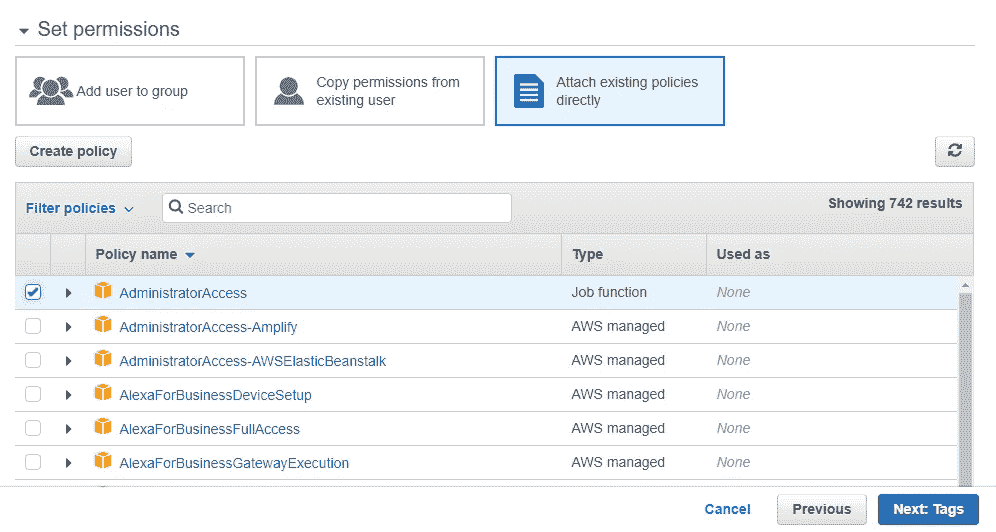 Set permissions
Add user to group
Copy permissions from
existing user
Attach existing policies
directly
Create policy
Filter policies
Search
Showing 742 results
Policy name Type Used as
AdministratorAccess Job function None
AdministratorAccess-Amplify AWS managed None
AdministratorAccess-AWSElasticBeanstalk AWS managed None
AlexaForBusinessDeviceSetup AWS managed None
AlexaForBusinessFullAccess AWS managed None
AlexaForBusinessGatewayExecution AWS managed None
Cancel Previous Next: Tags